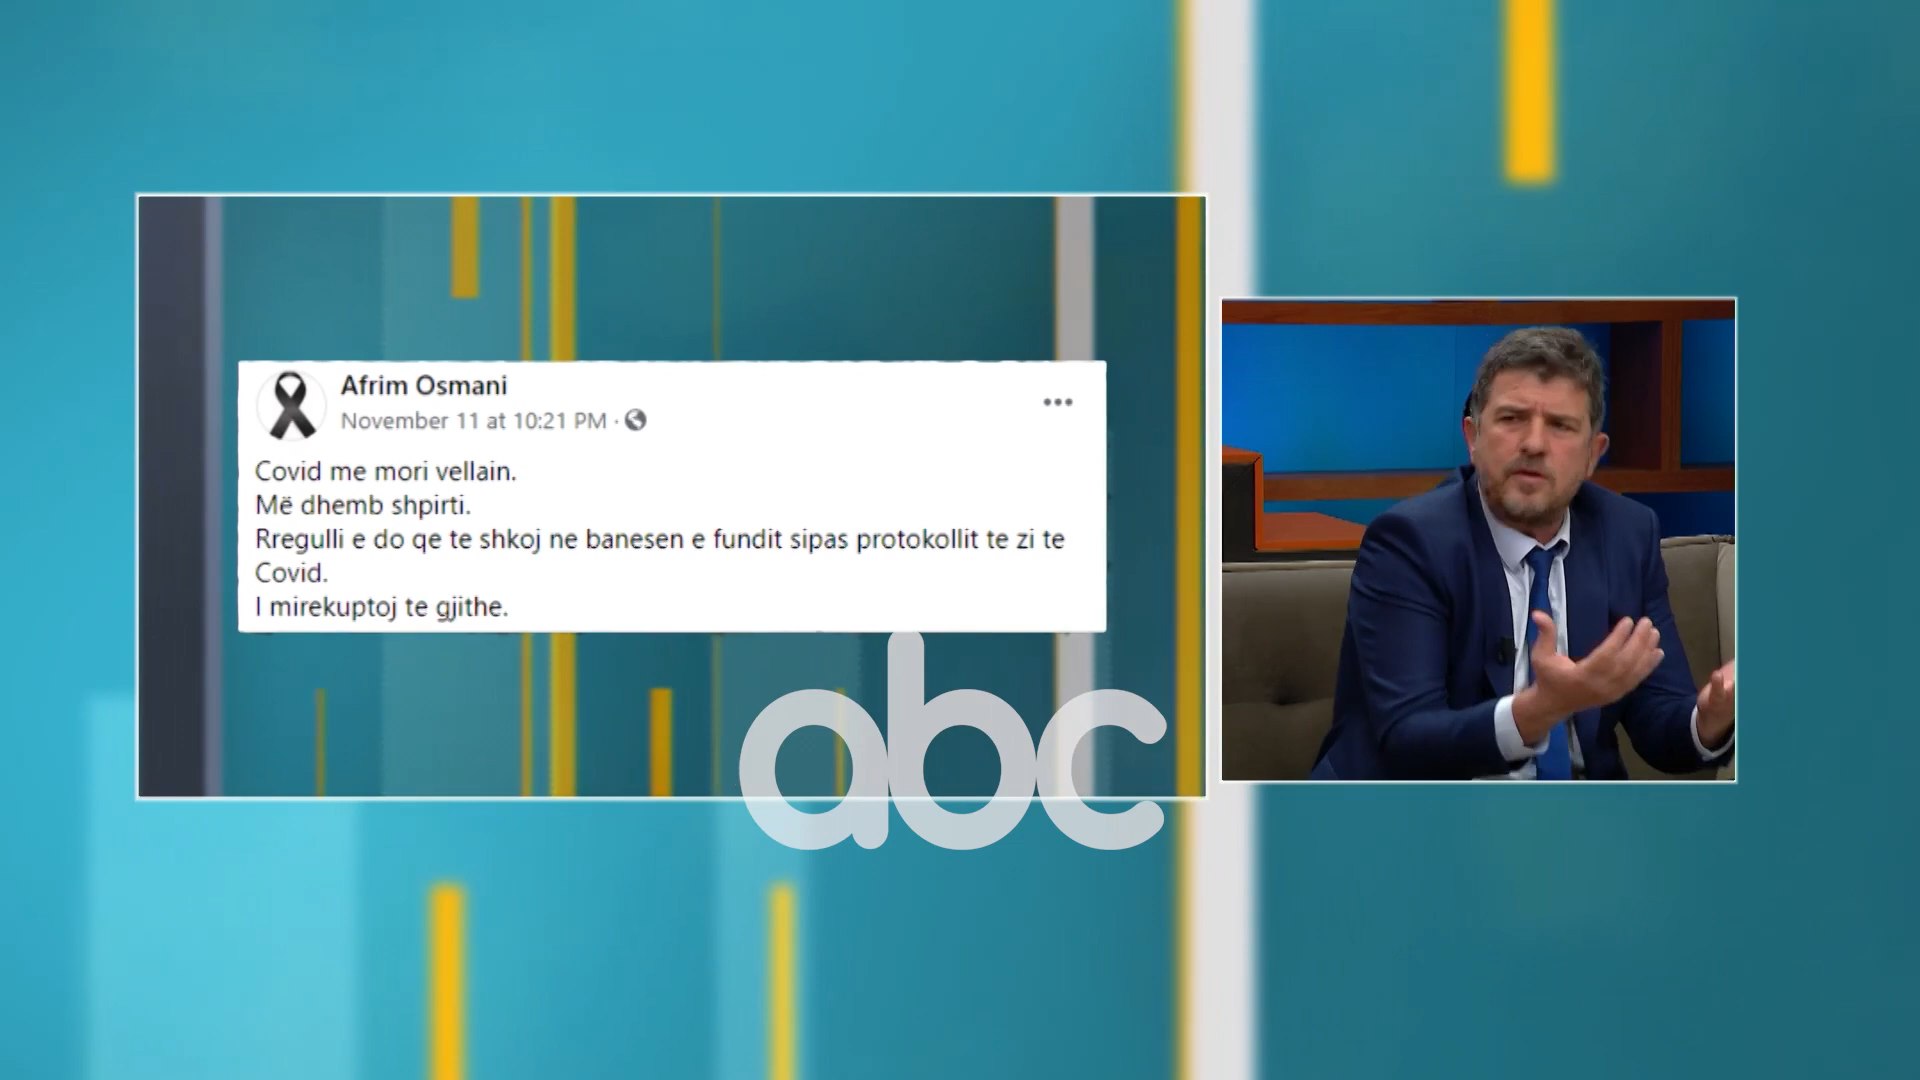 Afrim Osmani
November 11 at 10:21 PM ·
Covid me mori vellain.
Më dhemb shpirti.
Rregulli e do qe te shkoj ne banesen e fundit sipas protokollit te zi te
Covid.
I mirekuptoj te gjithe.
abc